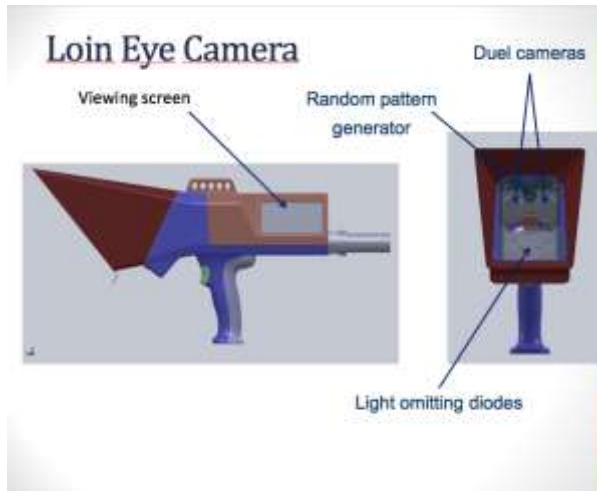 Loin Eye Camera
Duel cameras
Viewing screen
Random pattern
generator
Light omitting diodes